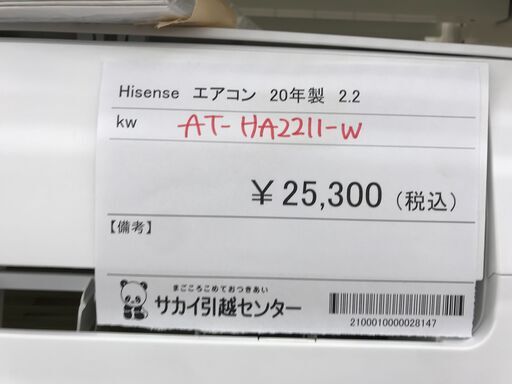 Hisense エアコン 20年製 2.2
kw AT-HA2211-W
￥25,300（税込）
【備考】
まごころこめておつきあい
サカイ引越センター
2100010000028147